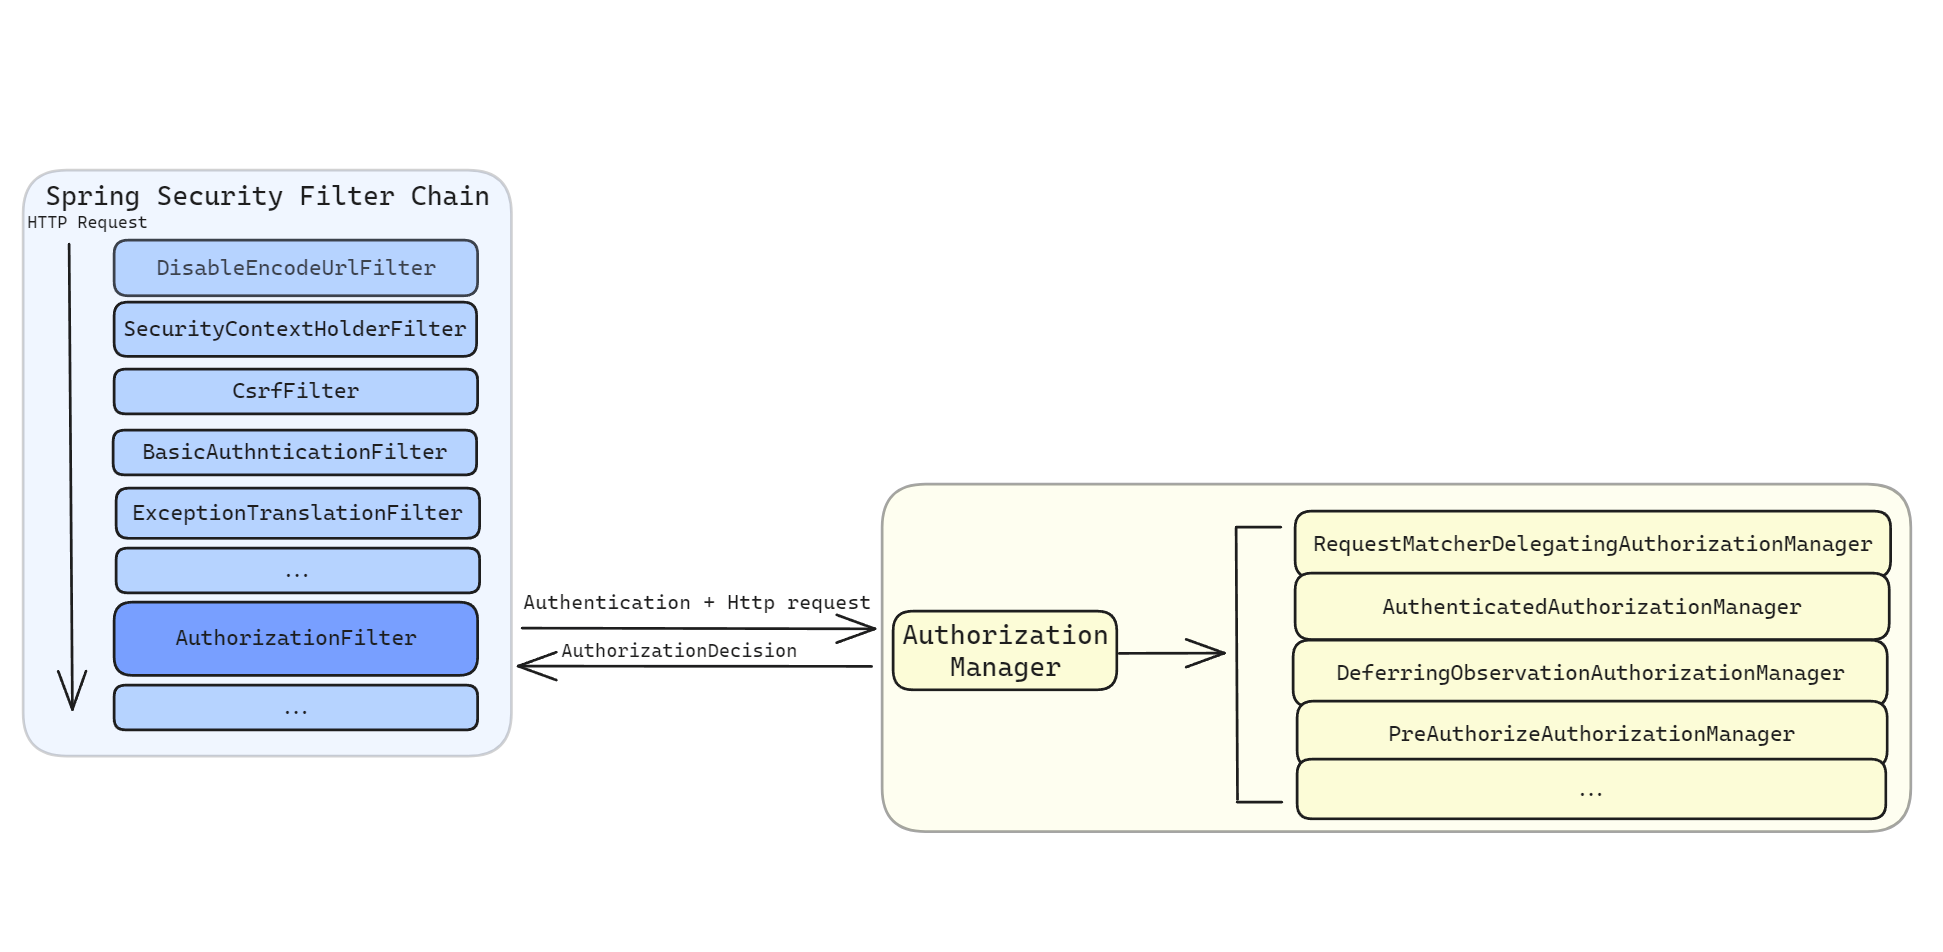 Spring Security Filter Chain
HTTP Request
DisableEncodeUrlFilter
SecurityContextHolderFilter
CsrfFilter
BasicAuthnticationFilter
ExceptionTranslationFilter
...
AuthorizationFilter
...
Authentication + Http request
AuthorizationDecision
Authorization
Manager
RequestMatcherDelegatingAuthorizationManager
AuthenticatedAuthorizationManager
DeferringObservationAuthorizationManager
PreAuthorizeAuthorizationManager
...